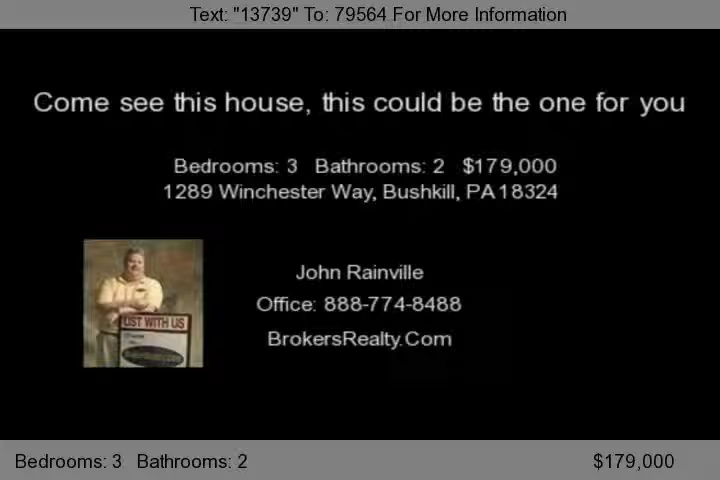 Text: "13739" To: 79564 For More Information
Come see this house, this could be the one for you
Bedrooms: 3 Bathrooms: 2 $179,000
1289 Winchester Way, Bushkill, PA 18324
John Rainville
Office: 888-774-8488
BrokersRealty.Com
LIST WITH US
Bedrooms: 3 Bathrooms: 2 $179,000